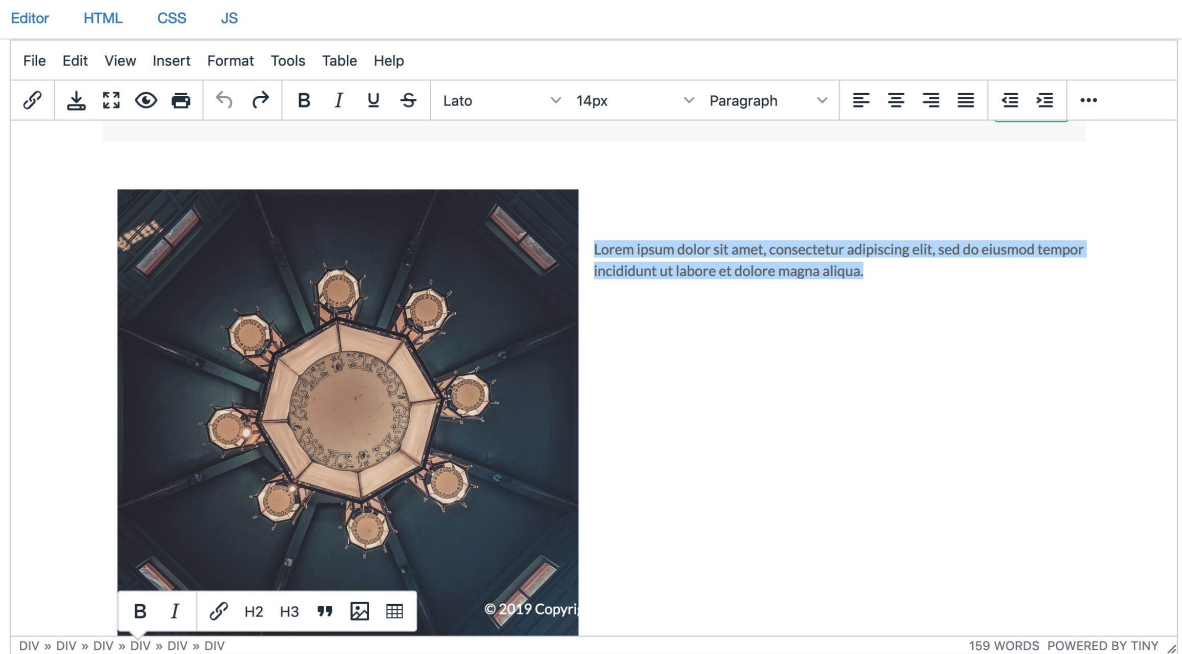 Editor HTML CSS JS
File Edit View Insert Format Tools Table Help
B I U S Lato 14px Paragraph
Lorem ipsum dolor sit amet, consectetur adipiscing elit, sed do eiusmod tempor
incididunt ut labore et dolore magna aliqua.
© 2019 Copyri
B I H2 H3
DIV » DIV » DIV » DIV » DIV » DIV 159 WORDS POWERED BY TINY